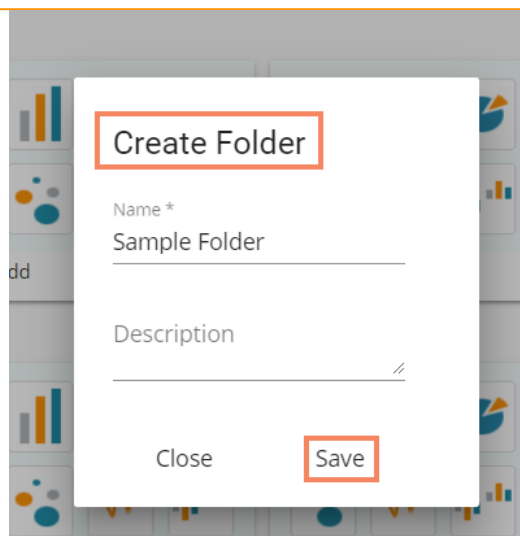 Create Folder
Name *
Sample Folder
dd
Description
Close
Save